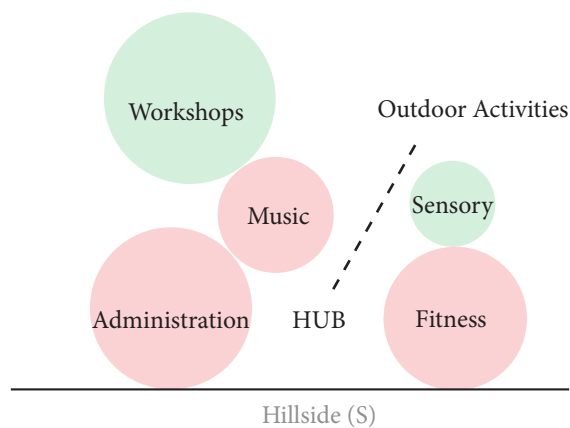 Outdoor Activities
Workshops
Sensory
Music
Administration
HUB
Fitness
Hillside (S)